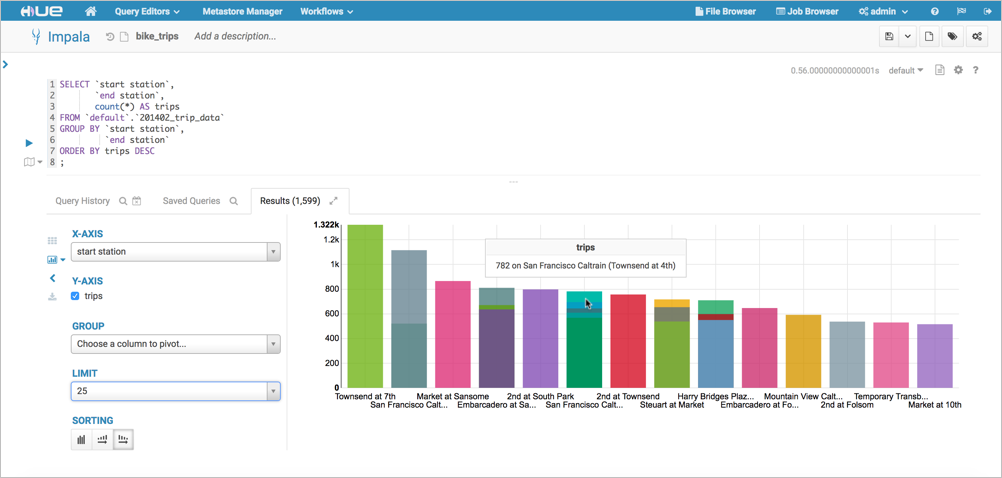 HUE Query Editors Metastore Manager Workflows File Browser Job Browser admin
Impala bike_trips Add a description...
0.56.00000000000001s default
1 SELECT `start station`,
2 `end station`,
3 count(*) AS trips
4 FROM `default`.`201402_trip_data`
5 GROUP BY `start station`,
6 `end station`
7 ORDER BY trips DESC
8 ;
Query History Saved Queries Results (1,599)
X-AXIS
start station
Y-AXIS
trips
GROUP
Choose a column to pivot...
LIMIT
25
SORTING
1.322k
1.2k
1k
800
600
400
200
0
trips
782 on San Francisco Caltrain (Townsend at 4th)
Townsend at 7th Market at Sansome 2nd at South Park 2nd at Townsend Harry Bridges Plaz... Mountain View Calt... Temporary Transb...
San Francisco Calt... Embarcadero at Sa... San Francisco Calt... Steuart at Market Embarcadero at Fo... 2nd at Folsom Market at 10th